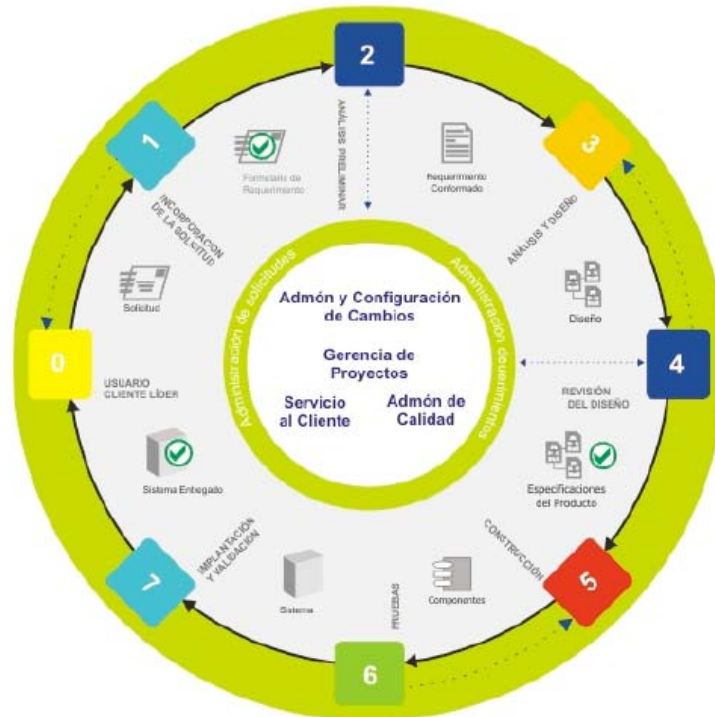 2
1
3
ANÁLISIS PRELIMINAR
Formulario de
Requerimiento
Requerimiento
Conformado
INCORPORACION
DE LA SOLICITUD
ANÁLISIS Y DISEÑO
Solicitud
Diseño
Administración de solicitudes
Admón y Configuración
de Cambios
Gerencia de
Proyectos
Servicio
al Cliente
Admón de
Calidad
0
4
USUARIO
CLIENTE LÍDER
REVISIÓN
DEL DISEÑO
Sistema Entregado
Especificaciones
del Producto
IMPLANTACIÓN
Y VALIDACIÓN
CONSTRUCCIÓN
Sistema
PRUEBAS
Componentes
7
5
6
Administración